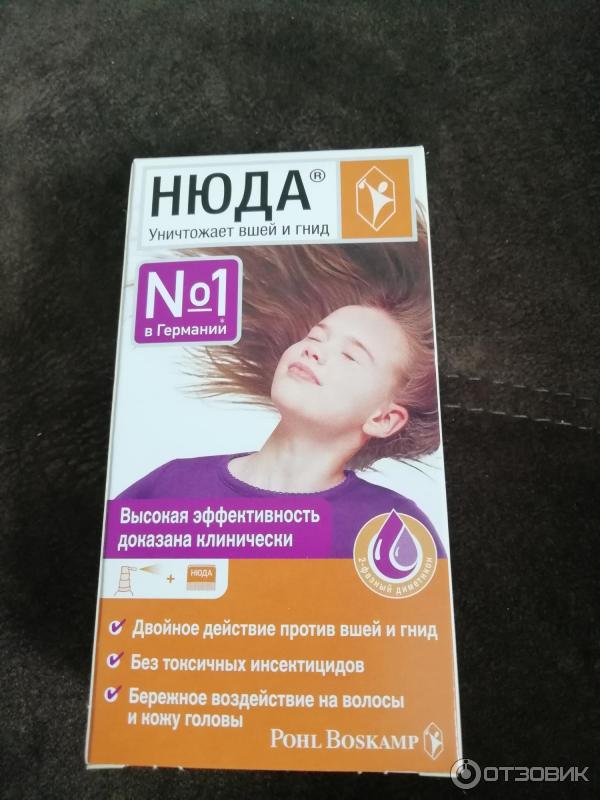 НЮДА®
Уничтожает вшей и гнид
№1
в Германии*
Высокая эффективность
доказана клинически
2-фазный диметикон
НЮДА
+
Двойное действие против вшей и гнид
Без токсичных инсектицидов
Бережное воздействие на волосы
и кожу головы
POHL BOSKAMP
ОТЗОВИК